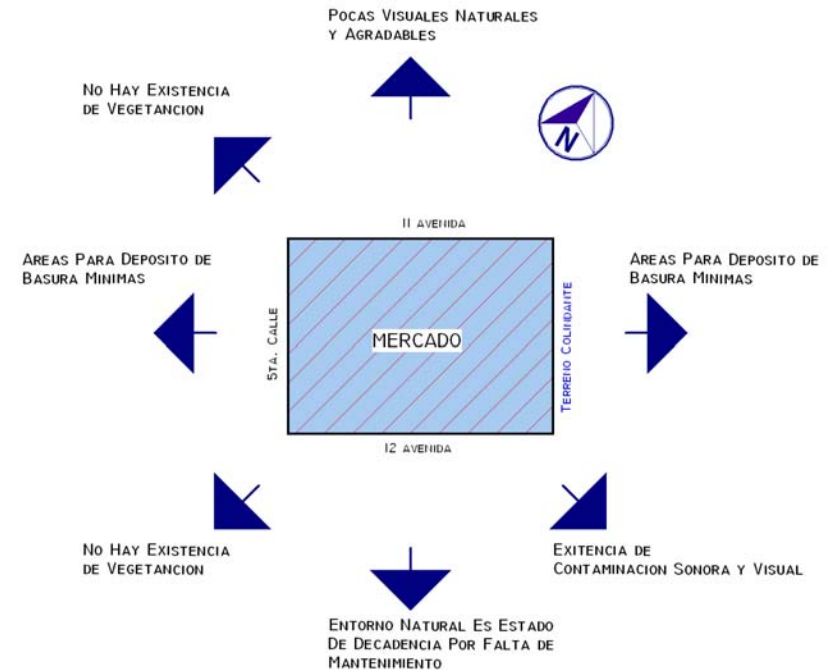 POCAS VISUALES NATURALES
Y AGRADABLES
NO HAY EXISTENCIA
DE VEGETANCION
N
11 AVENIDA
AREAS PARA DEPOSITO DE
BASURA MINIMAS
AREAS PARA DEPOSITO DE
BASURA MINIMAS
5TA. CALLE
MERCADO
TERRENO COLINDANTE
12 AVENIDA
NO HAY EXISTENCIA
DE VEGETANCION
EXITENCIA DE
CONTAMINACION SONORA Y VISUAL
ENTORNO NATURAL ES ESTADO
DE DECADENCIA POR FALTA DE
MANTENIMIENTO